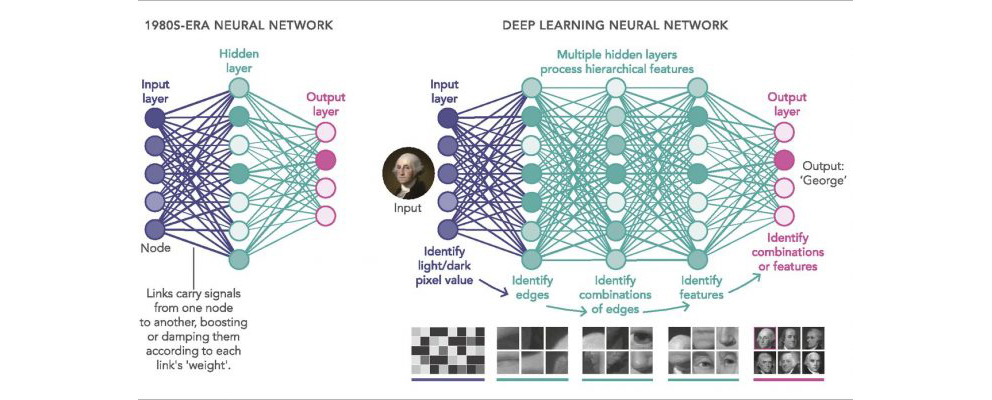 1980S-ERA NEURAL NETWORK
Hidden
layer
Input
layer
Output
layer
Node
Links carry signals
from one node
to another, boosting
or damping them
according to each
link's 'weight'.
DEEP LEARNING NEURAL NETWORK
Multiple hidden layers
process hierarchical features
Input
layer
Output
layer
Input
Output:
'George'
Identify
light/dark
pixel value
Identify
edges
Identify
combinations
of edges
Identify
features
Identify
combinations
or features